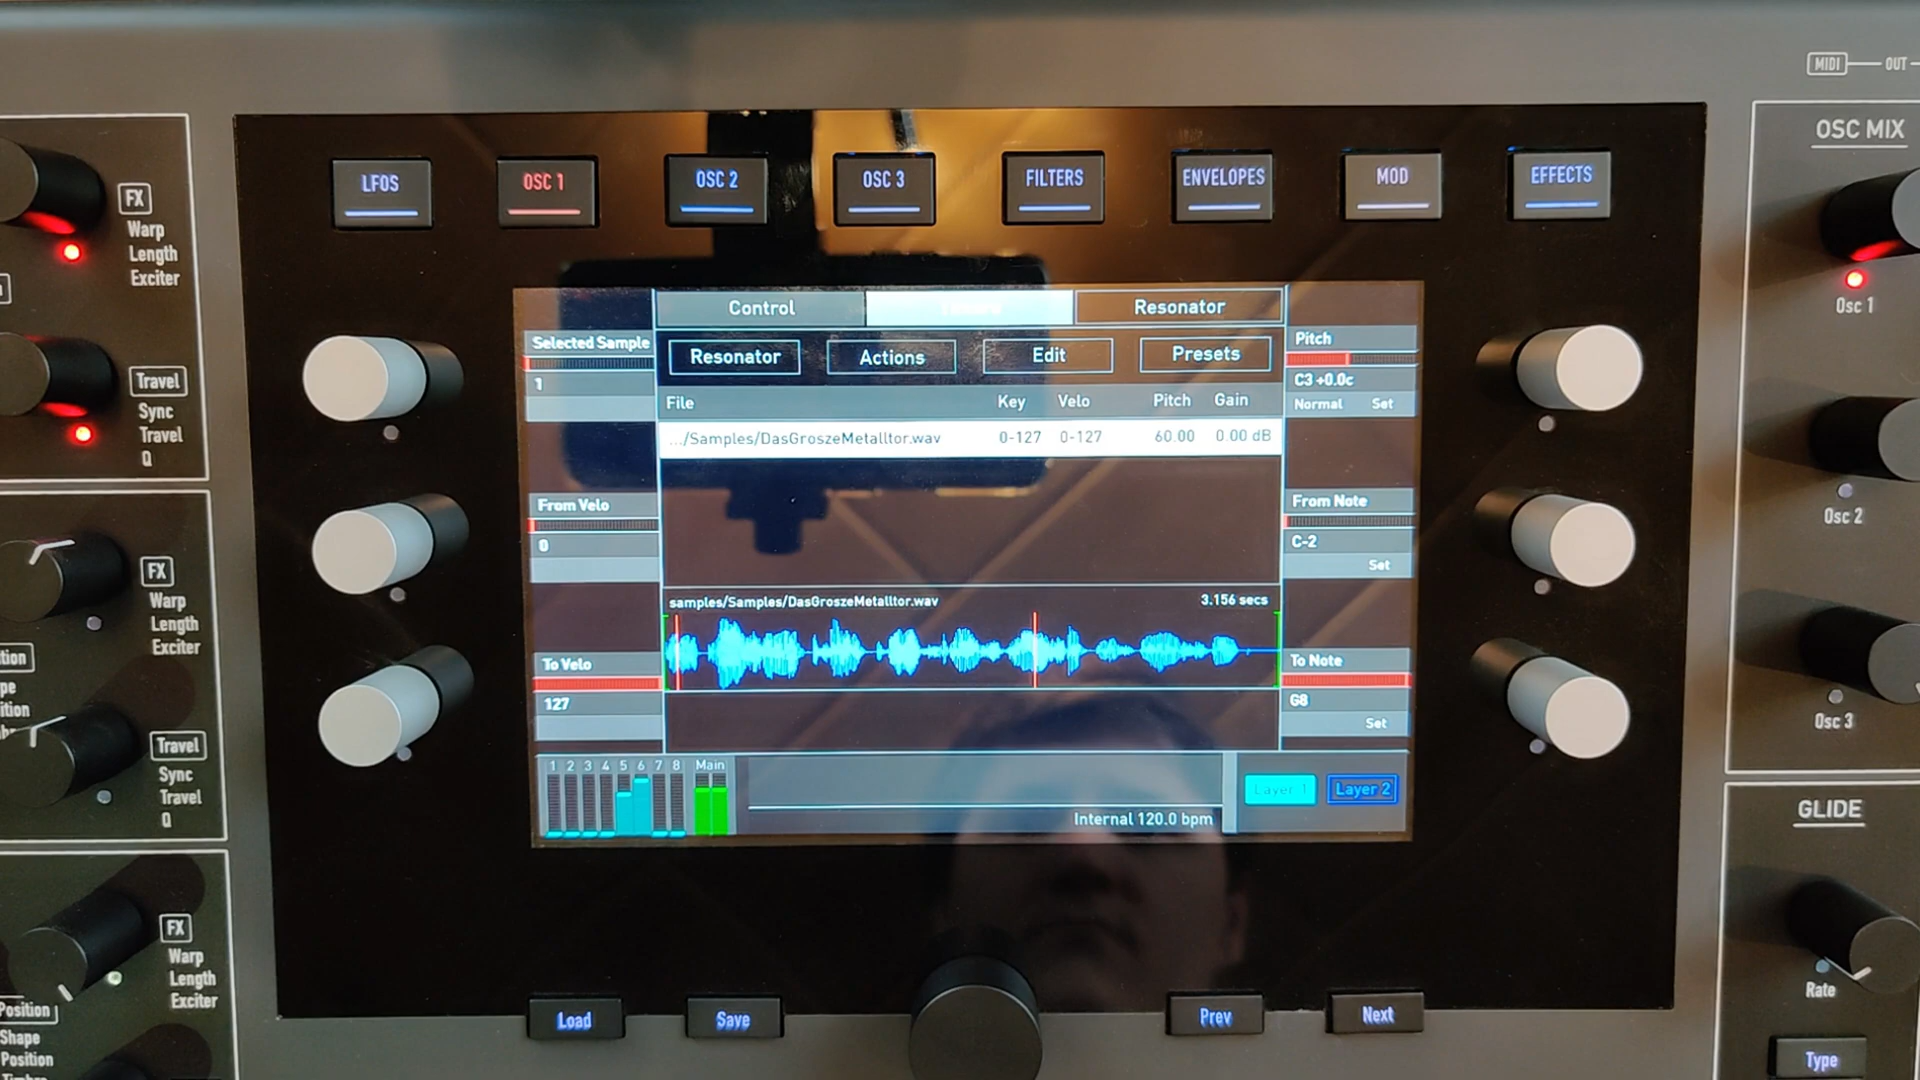 MIDI OUT
LFOS OSC 1 OSC 2 OSC 3 FILTERS ENVELOPES MOD EFFECTS
FX
Warp
Length
Exciter
Travel
Sync
Travel
Q
FX
Warp
Length
Exciter
Travel
Sync
Travel
Q
FX
Warp
Length
Exciter
Position
Shape
Position
Control Resonator
Resonator Actions Edit Presets
File Key Velo Pitch Gain
.../Samples/DasGroszeMetalltor.wav 0-127 0-127 60.00 0.00 dB
Selected Sample
1
From Velo
0
To Velo
127
Pitch
C3 +0.0c
Normal Set
From Note
C-2
Set
To Note
G8
Set
samples/Samples/DasGroszeMetalltor.wav 3.156 secs
1 2 3 4 5 6 7 8 Main
Internal 120.0 bpm
Layer 1 Layer 2
Load Save Prev Next
OSC MIX
Osc 1
Osc 2
Osc 3
GLIDE
Rate
Type